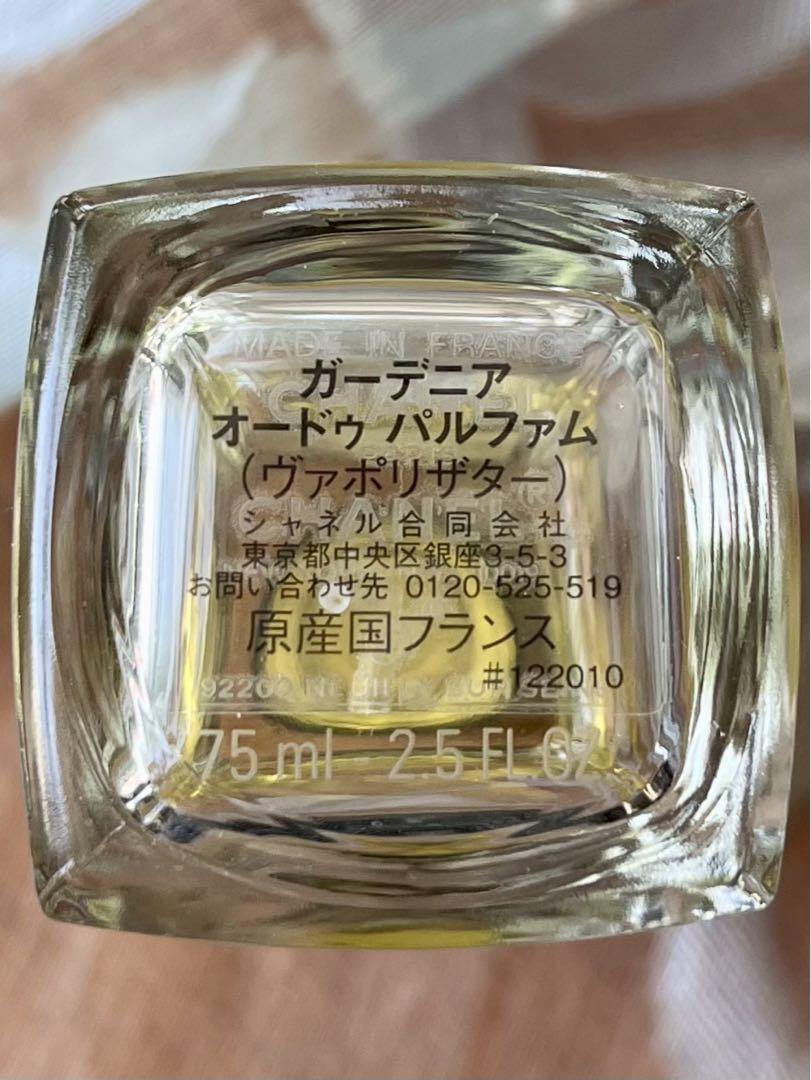 MADE IN FRANCE
ガーデニア
CHANEL
オードゥ パルファム
(ヴァポリザター)
CHANEL
シャネル合同会社
東京都中央区銀座3-5-3
お問い合わせ先 0120-525-519
原産国フランス
#122010
75 ml - 2.5 FL.OZ